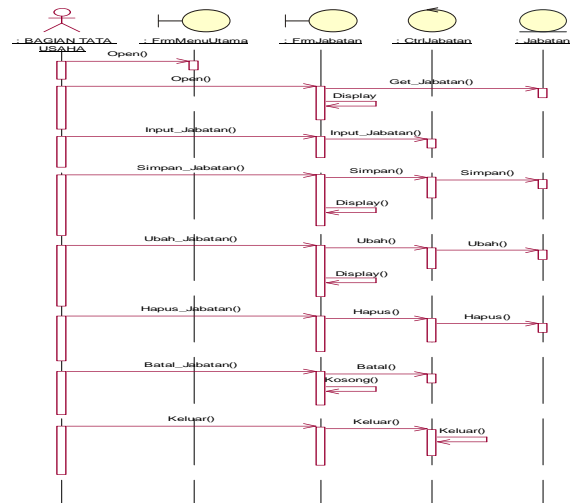 : BAGIAN TATA USAHA
: FrmMenuUtama
: FrmJabatan
: CtrlJabatan
: Jabatan
Open()
Open()
Get_Jabatan()
Display
Input_Jabatan()
Input_Jabatan()
Simpan_Jabatan()
Simpan()
Simpan()
Display()
Ubah_Jabatan()
Ubah()
Ubah()
Display()
Hapus_Jabatan()
Hapus()
Hapus()
Batal_Jabatan()
Batal()
Kosong()
Keluar()
Keluar()
Keluar()